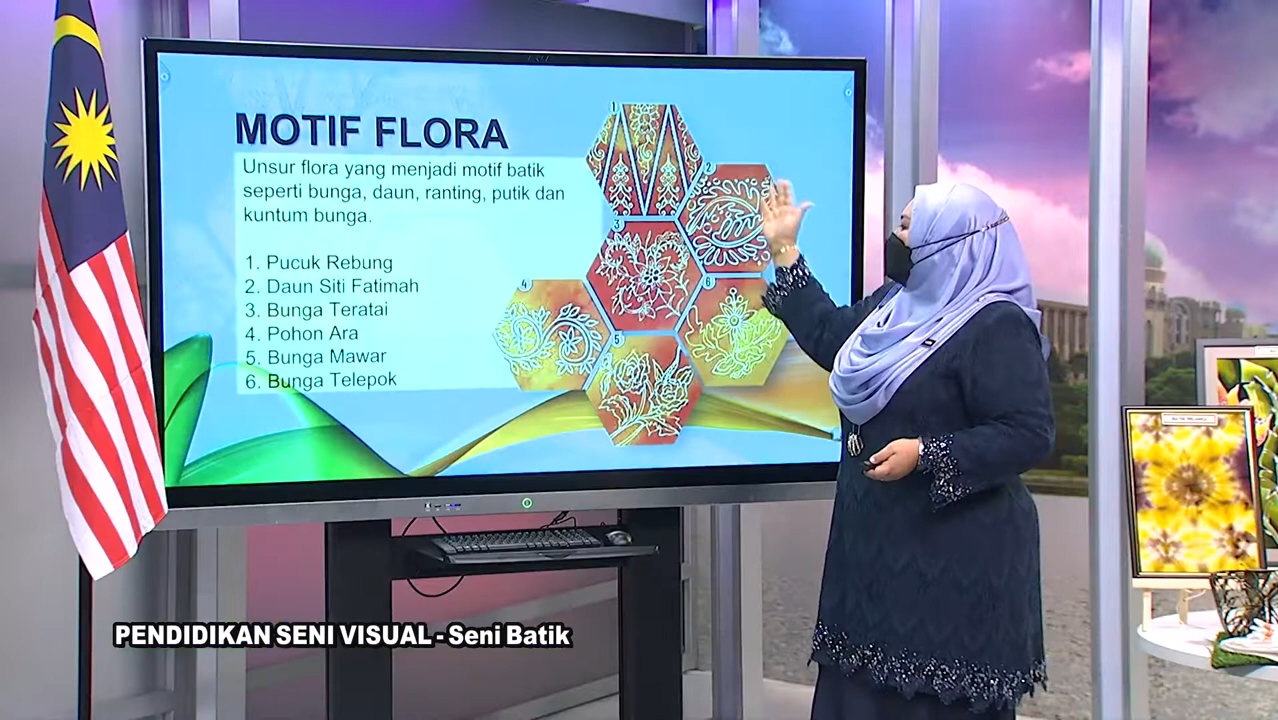 MOTIF FLORA
Unsur flora yang menjadi motif batik
seperti bunga, daun, ranting, putik dan
kuntum bunga.
1. Pucuk Rebung
2. Daun Siti Fatimah
3. Bunga Teratai
4. Pohon Ara
5. Bunga Mawar
6. Bunga Telepok
1
2
3
4
6
5
PENDIDIKAN SENI VISUAL - Seni Batik